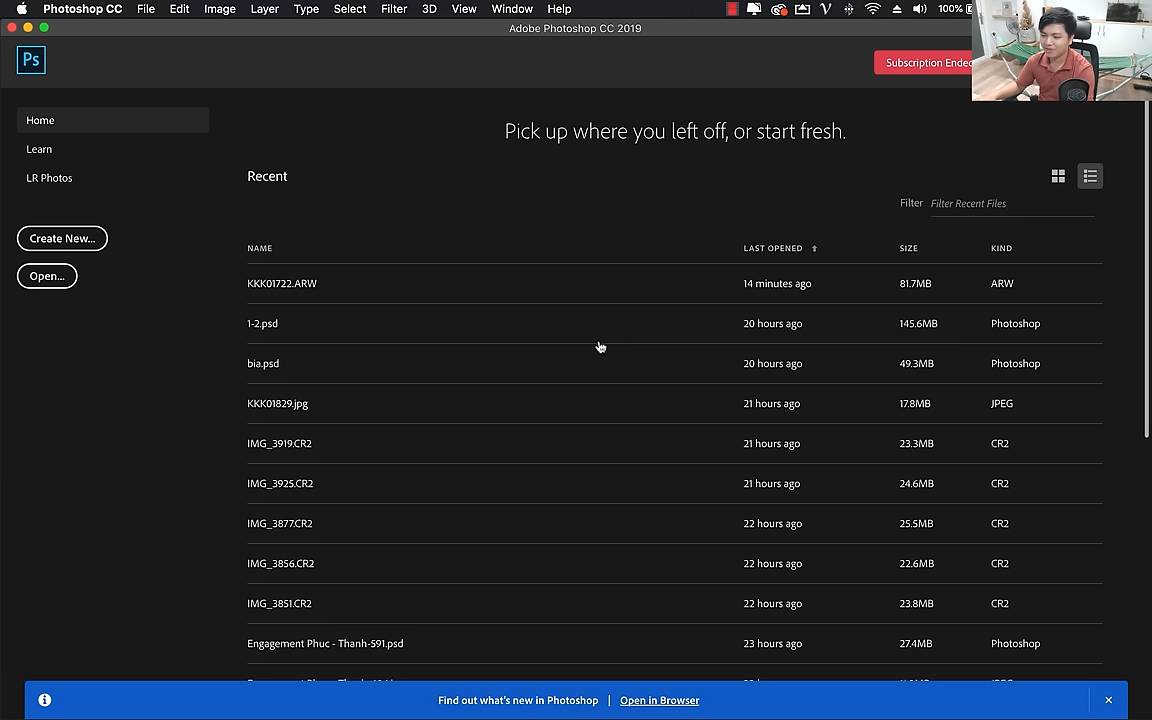 Photoshop CC File Edit Image Layer Type Select Filter 3D View Window Help 100%
Adobe Photoshop CC 2019
Ps
Subscription Ended
Home
Learn
LR Photos
Create New...
Open...
Pick up where you left off, or start fresh.
Recent
Filter Filter Recent Files
NAME LAST OPENED SIZE KIND
KKK01722.ARW 14 minutes ago 81.7MB ARW
1-2.psd 20 hours ago 145.6MB Photoshop
bia.psd 20 hours ago 49.3MB Photoshop
KKK01829.jpg 21 hours ago 17.8MB JPEG
IMG_3919.CR2 21 hours ago 23.3MB CR2
IMG_3925.CR2 21 hours ago 24.6MB CR2
IMG_3877.CR2 22 hours ago 25.5MB CR2
IMG_3856.CR2 22 hours ago 22.6MB CR2
IMG_3851.CR2 22 hours ago 23.8MB CR2
Engagement Phuc - Thanh-591.psd 23 hours ago 27.4MB Photoshop
Find out what's new in Photoshop | Open in Browser